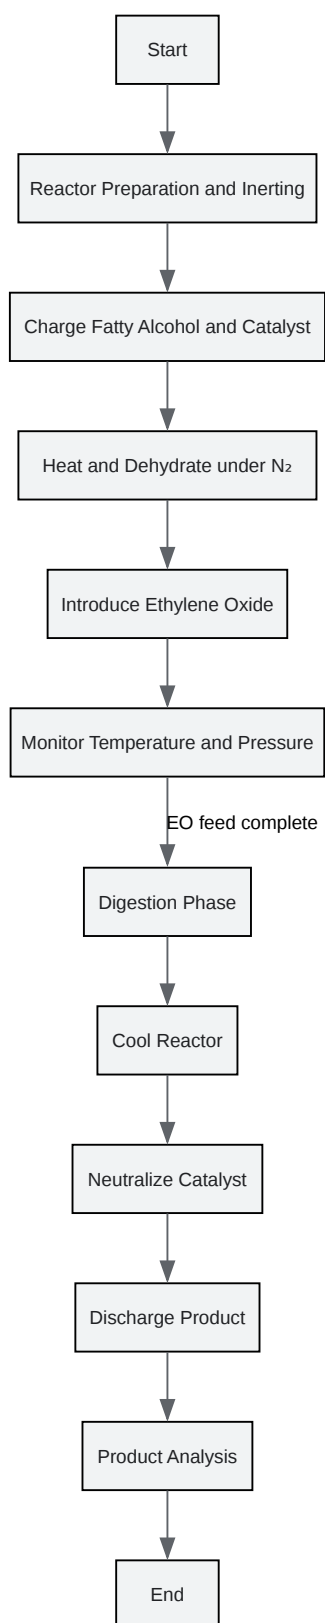 Start
Reactor Preparation and Inerting
Charge Fatty Alcohol and Catalyst
Heat and Dehydrate under N₂
Introduce Ethylene Oxide
Monitor Temperature and Pressure
EO feed complete
Digestion Phase
Cool Reactor
Neutralize Catalyst
Discharge Product
Product Analysis
End